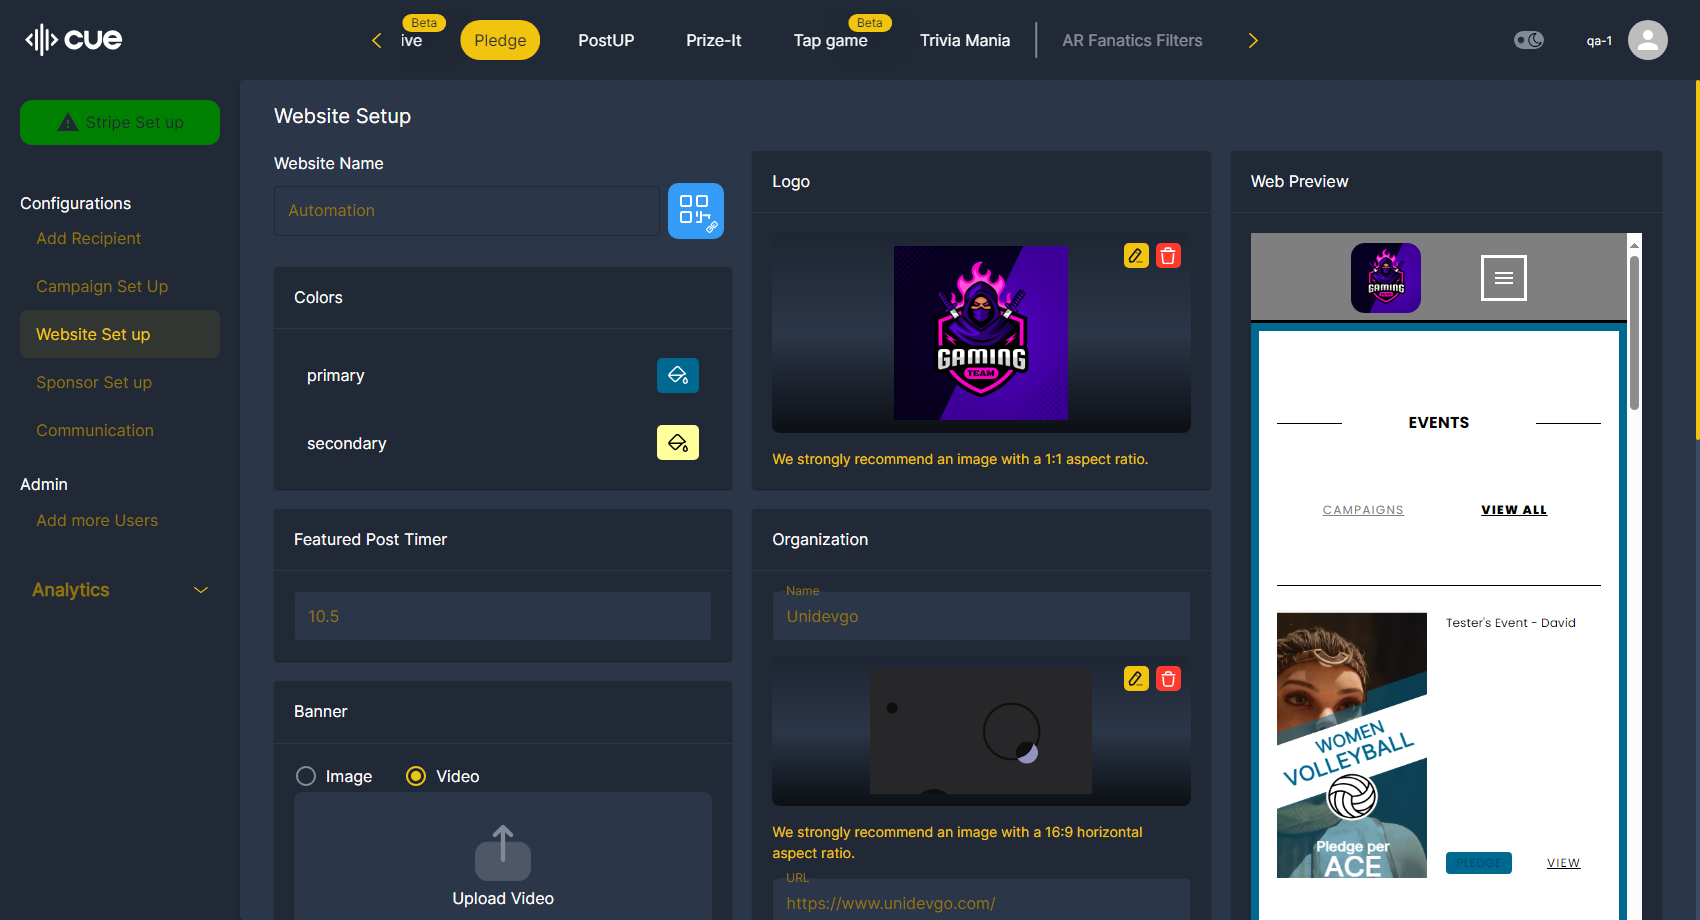 cue
Beta
ive
Pledge
PostUP
Prize-It
Beta
Tap game
Trivia Mania
AR Fanatics Filters
qa-1
Stripe Set up
Configurations
Add Recipient
Campaign Set Up
Website Set up
Sponsor Set up
Communication
Admin
Add more Users
Analytics
Website Setup
Website Name
Automation
Colors
primary
secondary
Featured Post Timer
10.5
Banner
Image
Video
Upload Video
Logo
GAMING
TEAM
We strongly recommend an image with a 1:1 aspect ratio.
Organization
Name
Unidevgo
We strongly recommend an image with a 16:9 horizontal
aspect ratio.
URL
https://www.unidevgo.com/
Web Preview
GAMING
EVENTS
CAMPAIGNS
VIEW ALL
Tester's Event - David
WOMEN
VOLLEYBALL
Pledge per
ACE
PLEDGE
VIEW